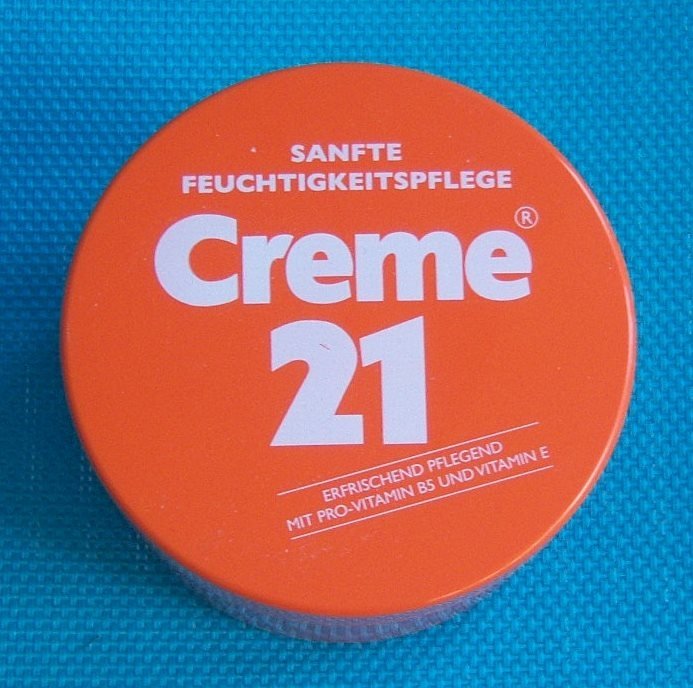 SANFTE
FEUCHTIGKEITSPFLEGE
Creme®
21
ERFRISCHEND PFLEGEND
MIT PRO-VITAMIN B5 UND VITAMIN E